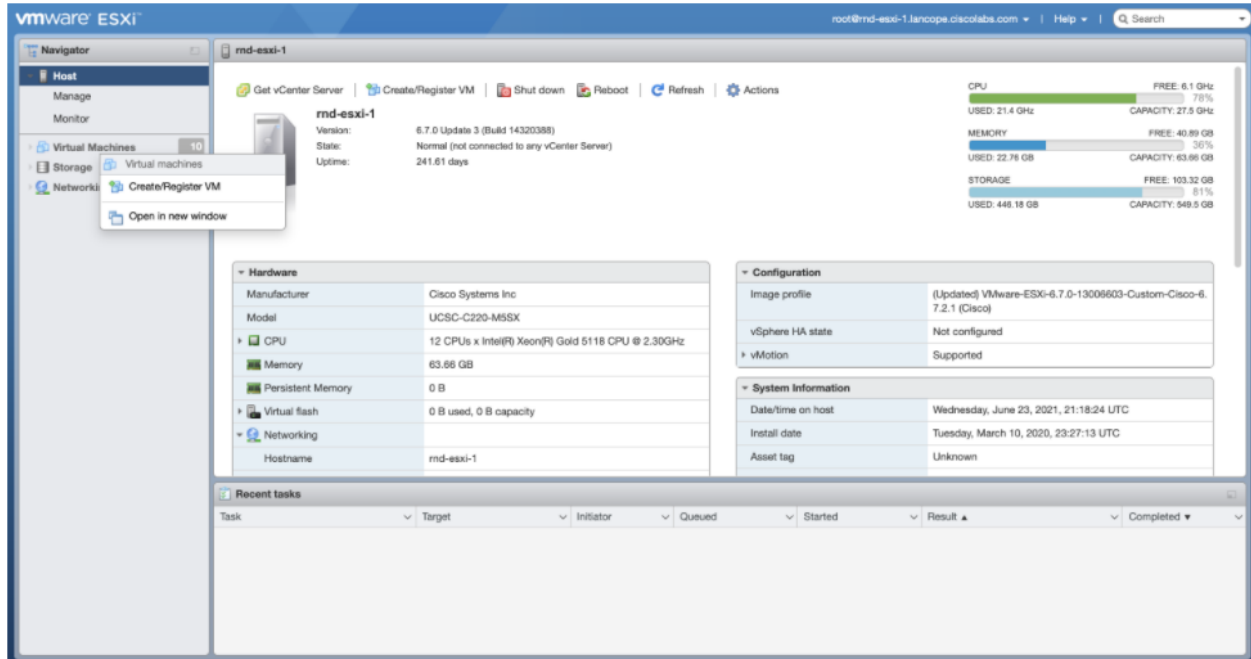 vmware ESXi™
root@rnd-esxi-1.lancope.ciscolabs.com | Help | Search
Navigator
Host
Manage
Monitor
Virtual Machines 10
Storage
Networki
Virtual machines
Create/Register VM
Open in new window
rnd-esxi-1
Get vCenter Server | Create/Register VM | Shut down Reboot | Refresh | Actions
rnd-esxi-1
Version: 6.7.0 Update 3 (Build 14320388)
State: Normal (not connected to any vCenter Server)
Uptime: 241.61 days
CPU FREE: 6.1 GHz
78%
USED: 21.4 GHz CAPACITY: 27.5 GHz
MEMORY FREE: 40.89 GB
36%
USED: 22.76 GB CAPACITY: 63.66 GB
STORAGE FREE: 103.32 GB
81%
USED: 446.18 GB CAPACITY: 549.5 GB
Hardware
Manufacturer Cisco Systems Inc
Model UCSC-C220-M5SX
CPU 12 CPUs x Intel(R) Xeon(R) Gold 5118 CPU @ 2.30GHz
Memory 63.66 GB
Persistent Memory 0 B
Virtual flash 0 B used, 0 B capacity
Networking
Hostname rnd-esxi-1
Configuration
Image profile (Updated) VMware-ESXi-6.7.0-13006603-Custom-Cisco-6.
7.2.1 (Cisco)
vSphere HA state Not configured
vMotion Supported
System Information
Date/time on host Wednesday, June 23, 2021, 21:18:24 UTC
Install date Tuesday, March 10, 2020, 23:27:13 UTC
Asset tag Unknown
Recent tasks
Task Target Initiator Queued Started Result Completed